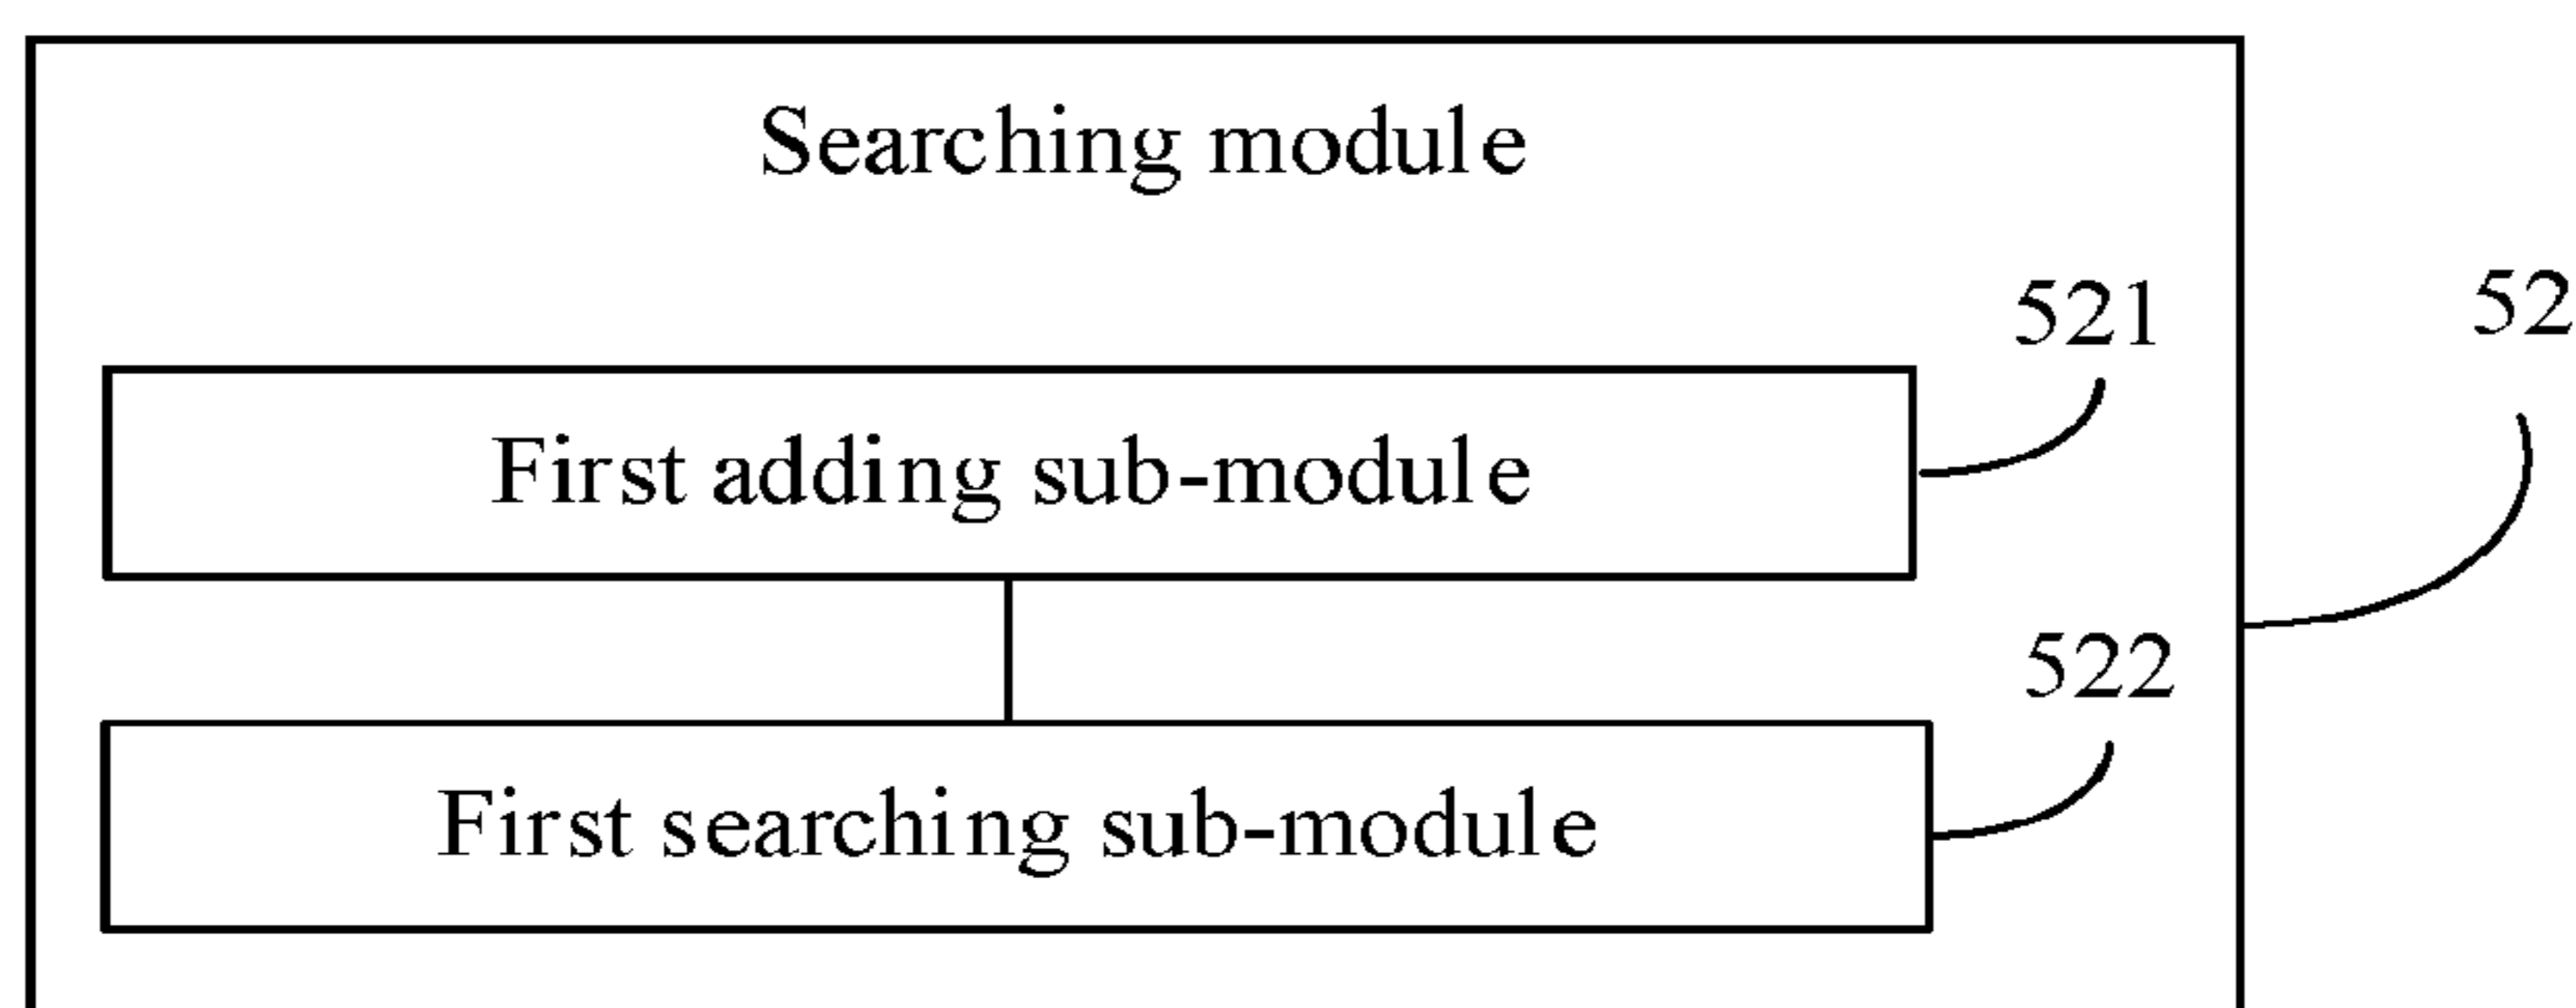 Searching module
521
52
First adding sub-module
522
First searching sub-module